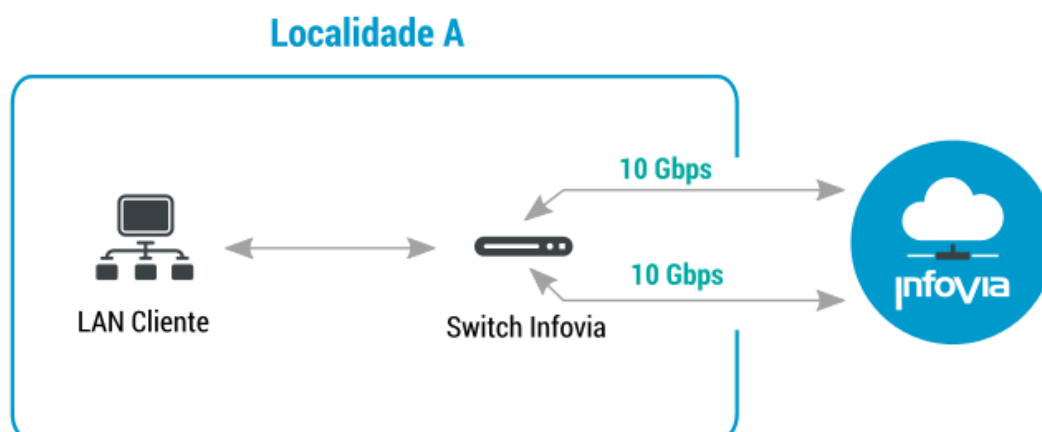 Localidade A
10 Gbps
10 Gbps
LAN Cliente
Switch Infovia
Infovia